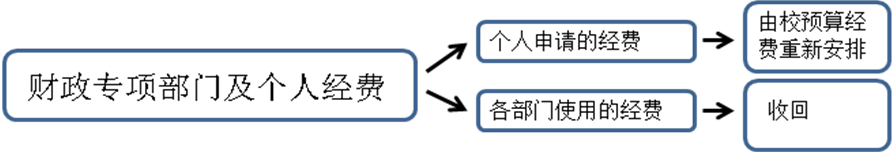 财政专项部门及个人经费
个人申请的经费
由校预算经
费重新安排
各部门使用的经费
收回